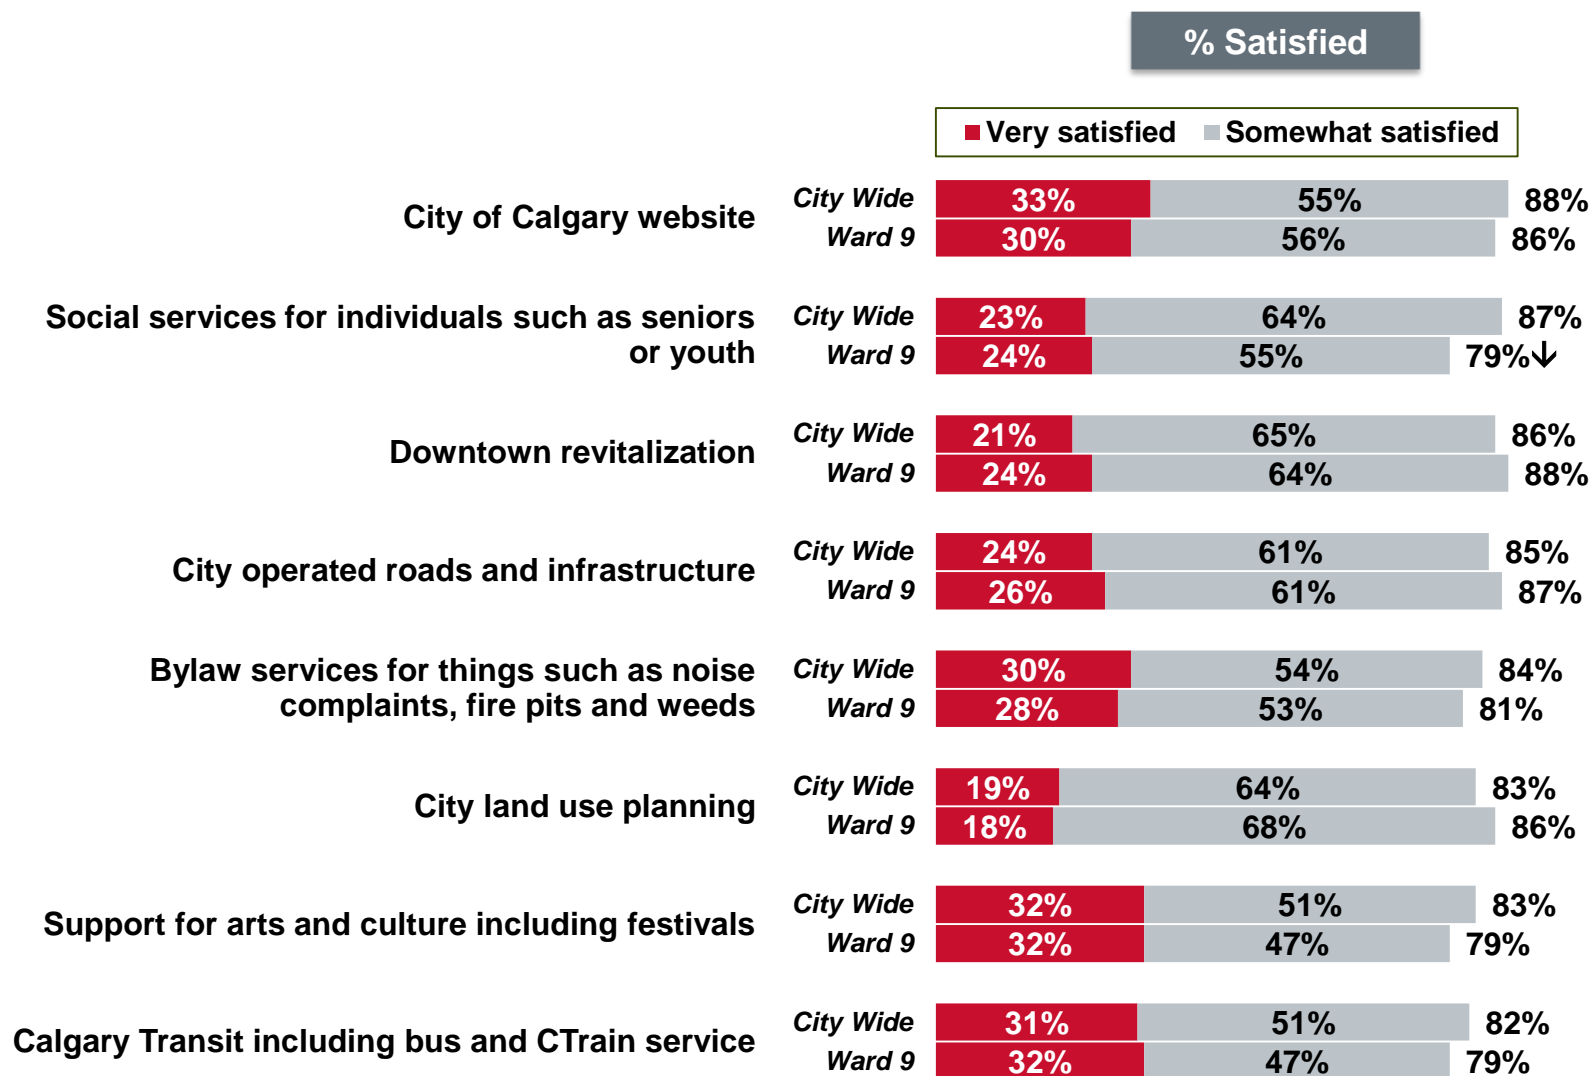 % Satisfied
Very satisfied Somewhat satisfied
City of Calgary website
City Wide 33% 55% 88%
Ward 9 30% 56% 86%
Social services for individuals such as seniors
or youth
City Wide 23% 64% 87%
Ward 9 24% 55% 79%↓
Downtown revitalization
City Wide 21% 65% 86%
Ward 9 24% 64% 88%
City operated roads and infrastructure
City Wide 24% 61% 85%
Ward 9 26% 61% 87%
Bylaw services for things such as noise
complaints, fire pits and weeds
City Wide 30% 54% 84%
Ward 9 28% 53% 81%
City land use planning
City Wide 19% 64% 83%
Ward 9 18% 68% 86%
Support for arts and culture including festivals
City Wide 32% 51% 83%
Ward 9 32% 47% 79%
Calgary Transit including bus and CTrain service
City Wide 31% 51% 82%
Ward 9 32% 47% 79%